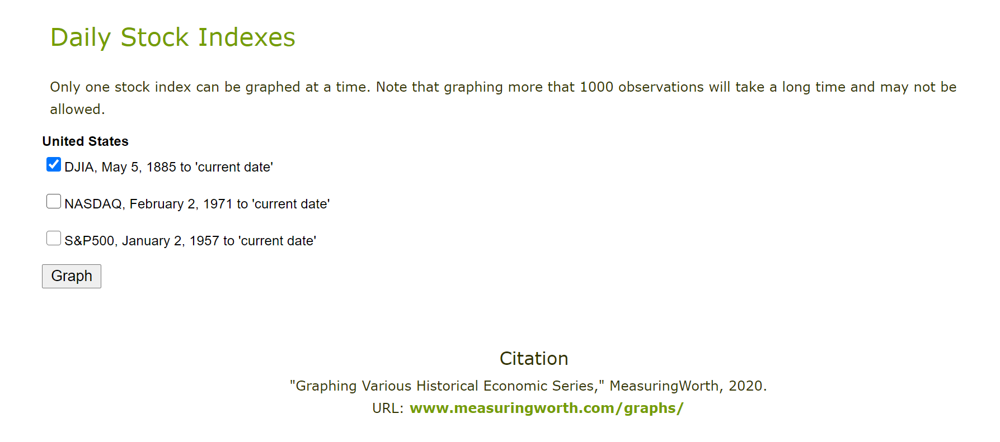 Daily Stock Indexes
Only one stock index can be graphed at a time. Note that graphing more that 1000 observations will take a long time and may not be
allowed.
United States
DJIA, May 5, 1885 to 'current date'
NASDAQ, February 2, 1971 to 'current date'
S&P500, January 2, 1957 to 'current date'
Graph
Citation
"Graphing Various Historical Economic Series," MeasuringWorth, 2020.
URL: www.measuringworth.com/graphs/